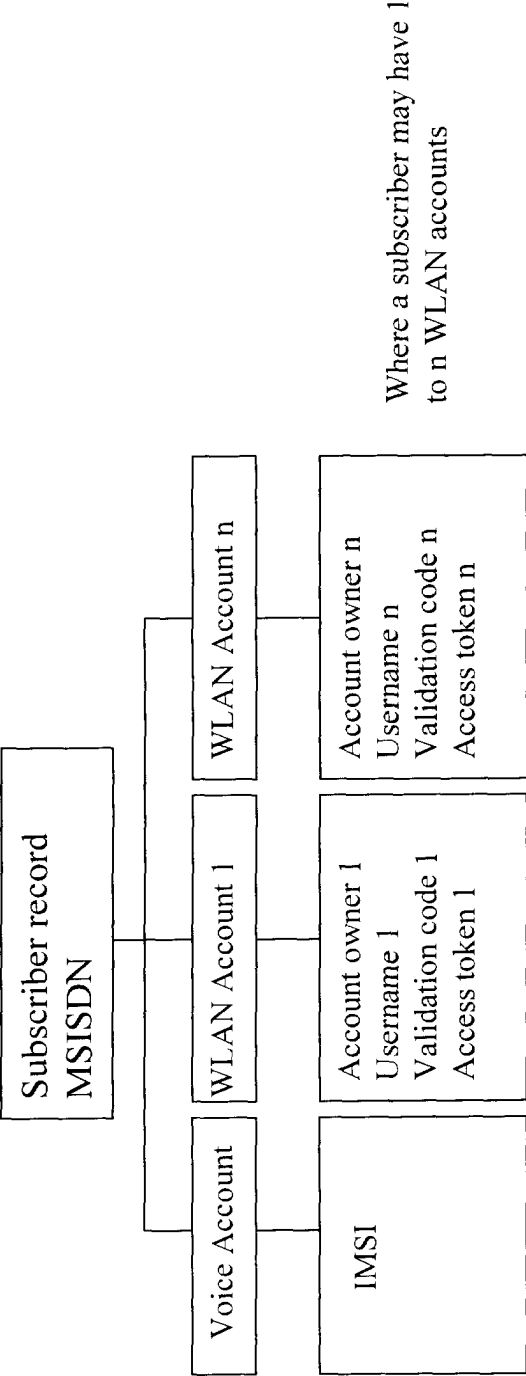 Subscriber record
MSISDN
Voice Account
WLAN Account 1
WLAN Account n
IMSI
Account owner 1
Username 1
Validation code 1
Access token 1
Account owner n
Username n
Validation code n
Access token n
Where a subscriber may have 1
to n WLAN accounts